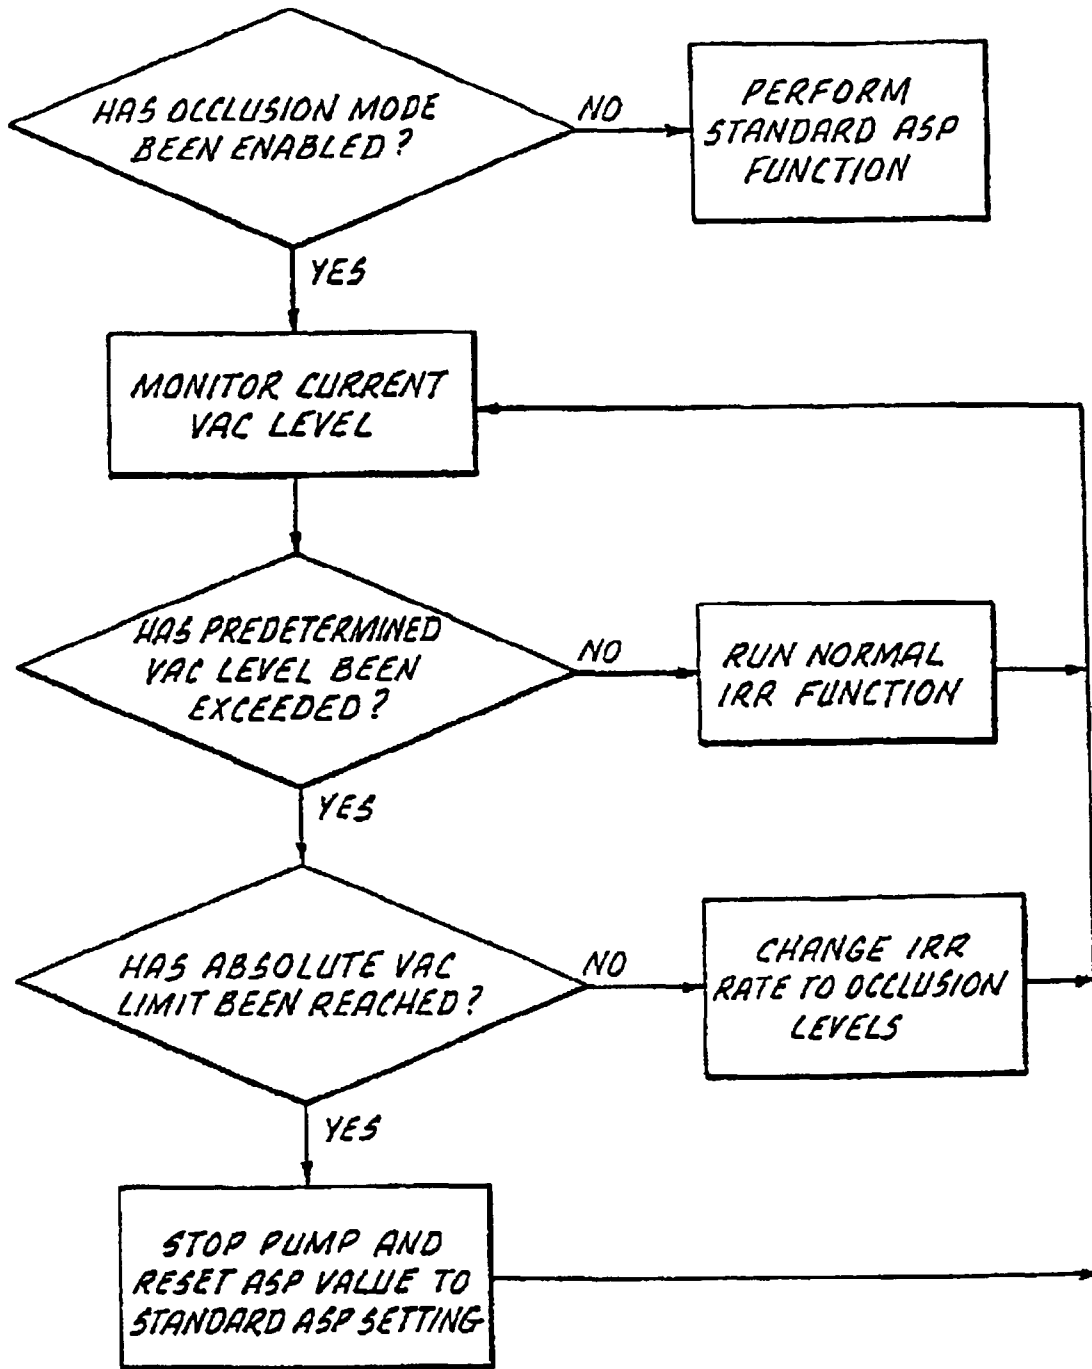 HAS OCCLUSION MODE
BEEN ENABLED?
NO
PERFORM
STANDARD ASP
FUNCTION
YES
MONITOR CURRENT
VAC LEVEL
HAS PREDETERMINED
VAC LEVEL BEEN
EXCEEDED?
NO
RUN NORMAL
IRR FUNCTION
YES
HAS ABSOLUTE VAC
LIMIT BEEN REACHED?
NO
CHANGE IRR
RATE TO OCCLUSION
LEVELS
YES
STOP PUMP AND
RESET ASP VALUE TO
STANDARD ASP SETTING